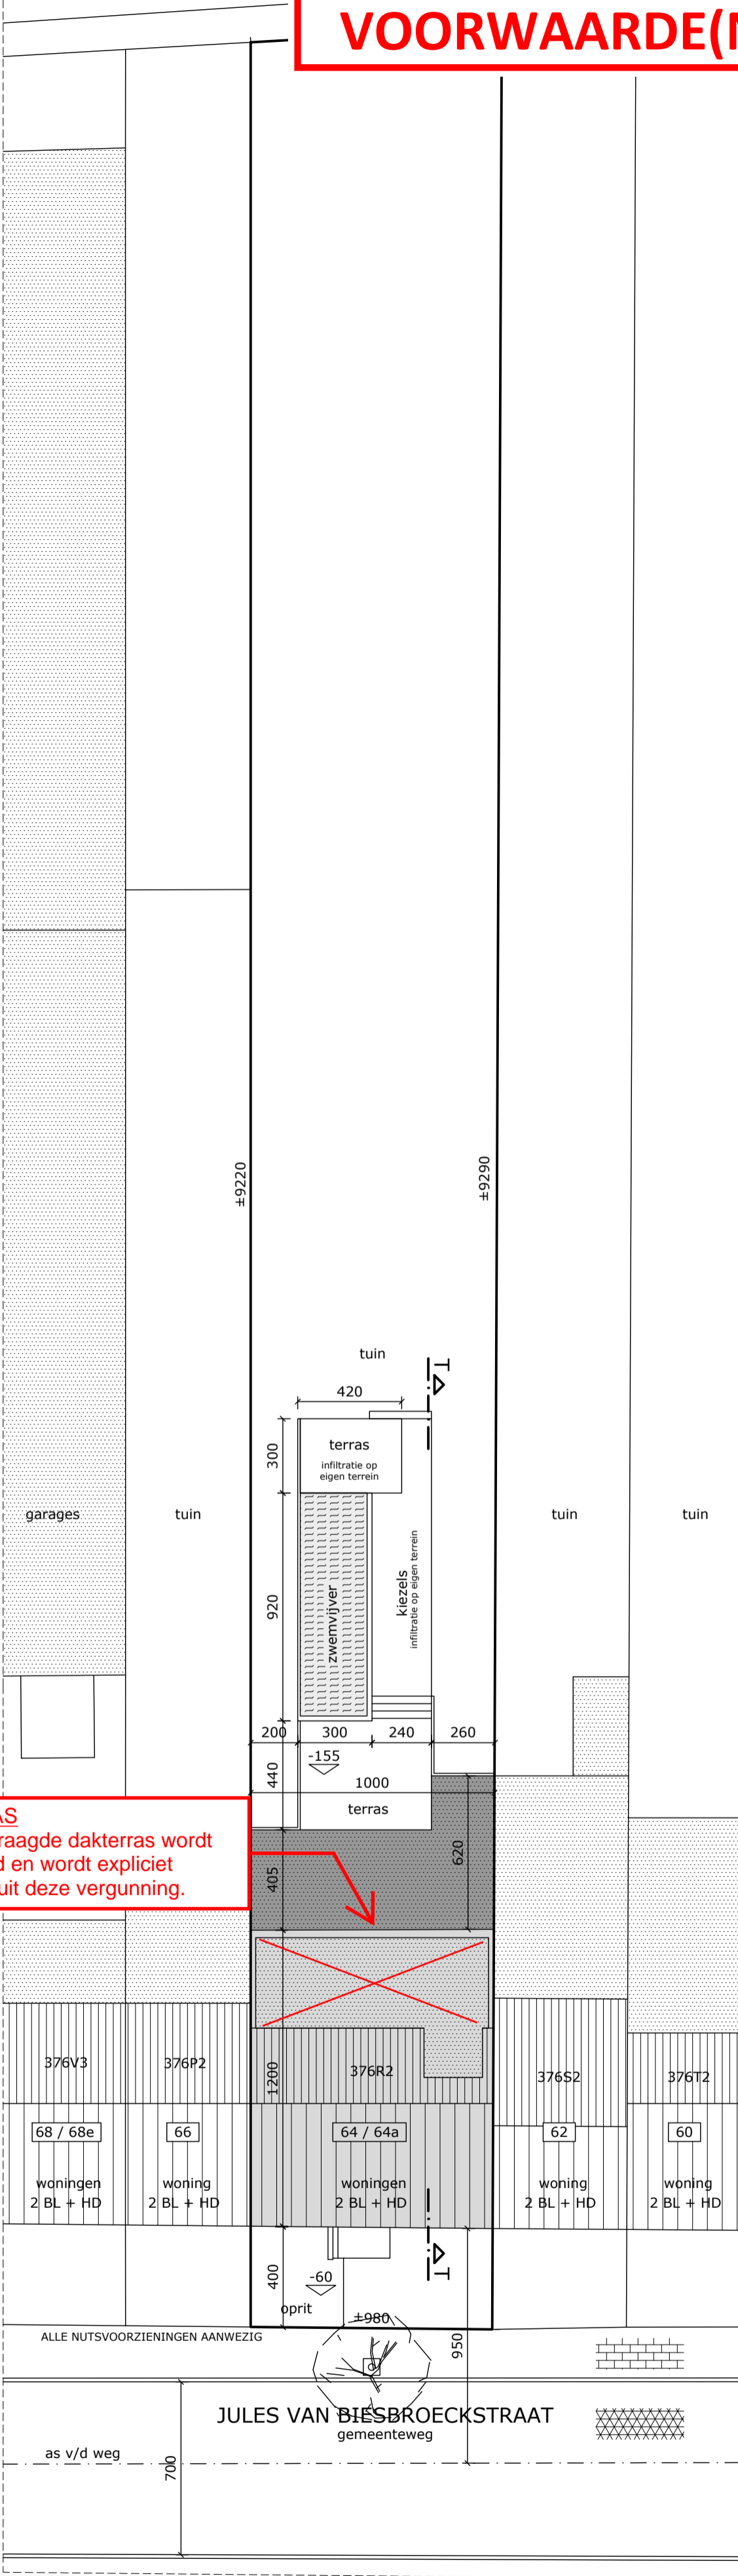 VOORWAARDE(
±9220
±9290
tuin
T
420
300
terras
infiltratie op
eigen terrein
garages
tuin
tuin
tuin
920
zwemvijver
kiezels
infiltratie op eigen terrein
200
300
240
260
-155
440
1000
terras
620
405
raagde dakterras wordt
en wordt expliciet
uit deze vergunning.
376V3
376P2
1200
376R2
376S2
376T2
68 / 68e
66
64 / 64a
62
60
woningen
2 BL + HD
woning
2 BL + HD
woningen
2 BL + HD
woning
2 BL + HD
woning
2 BL + HD
T
400
-60
oprit
±980
950
ALLE NUTSVOORZIENINGEN AANWEZIG
JULES VAN BIESBROECKSTRAAT
gemeenteweg
as v/d weg
700